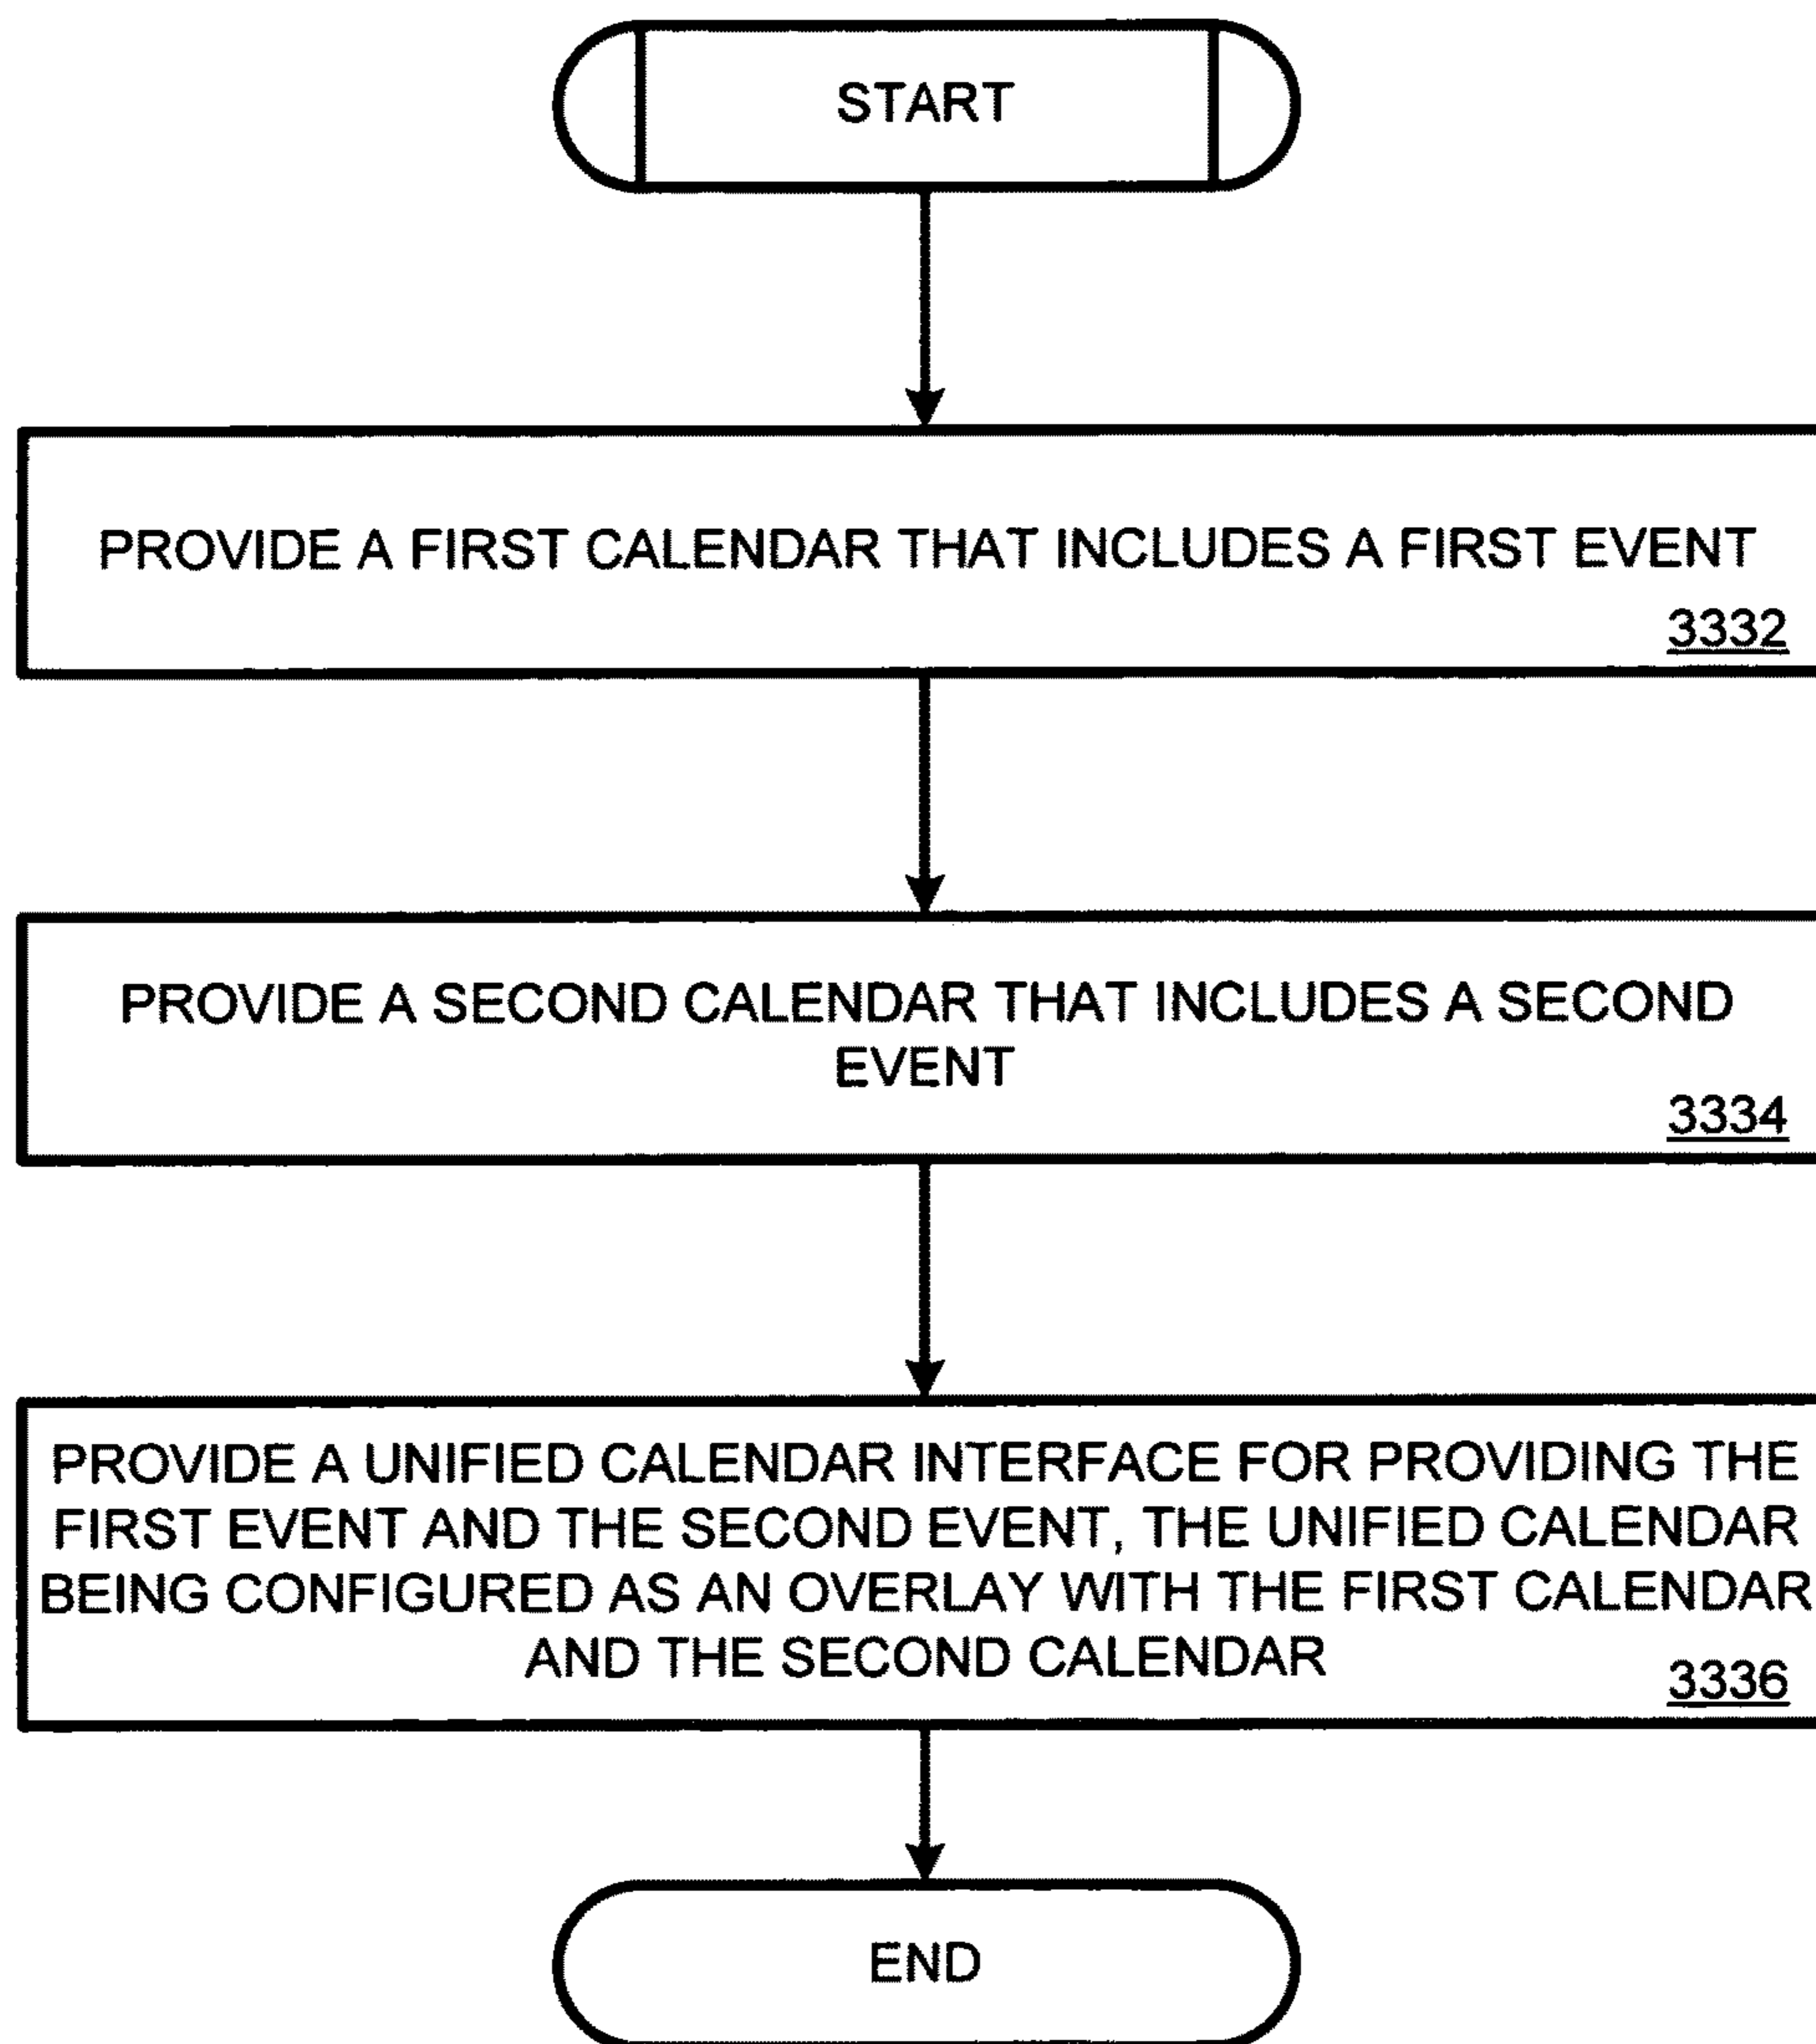 START
PROVIDE A FIRST CALENDAR THAT INCLUDES A FIRST EVENT
3332
PROVIDE A SECOND CALENDAR THAT INCLUDES A SECOND
EVENT
3334
PROVIDE A UNIFIED CALENDAR INTERFACE FOR PROVIDING THE
FIRST EVENT AND THE SECOND EVENT, THE UNIFIED CALENDAR
BEING CONFIGURED AS AN OVERLAY WITH THE FIRST CALENDAR
AND THE SECOND CALENDAR
3336
END